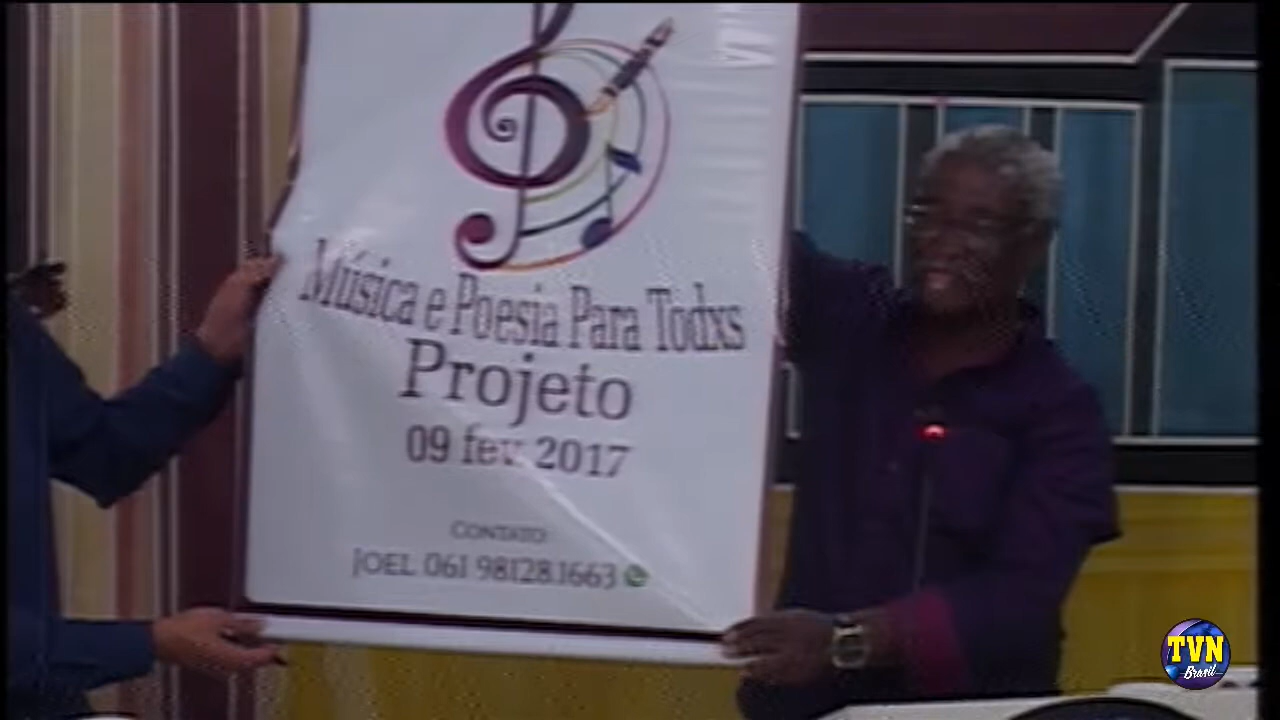 Música e Poesia Para Todxs
Projeto
09 fev. 2017
CONTATO:
JOEL 061 98128.1663
TVN
Brasil